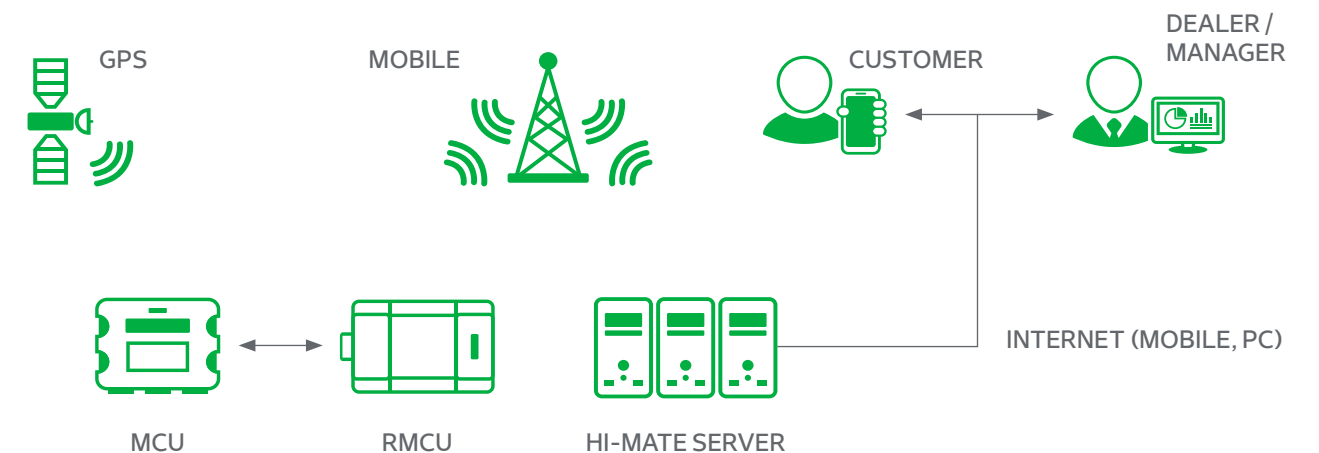 GPS
MOBILE
CUSTOMER
DEALER /
MANAGER
INTERNET (MOBILE, PC)
MCU
RMCU
HI-MATE SERVER